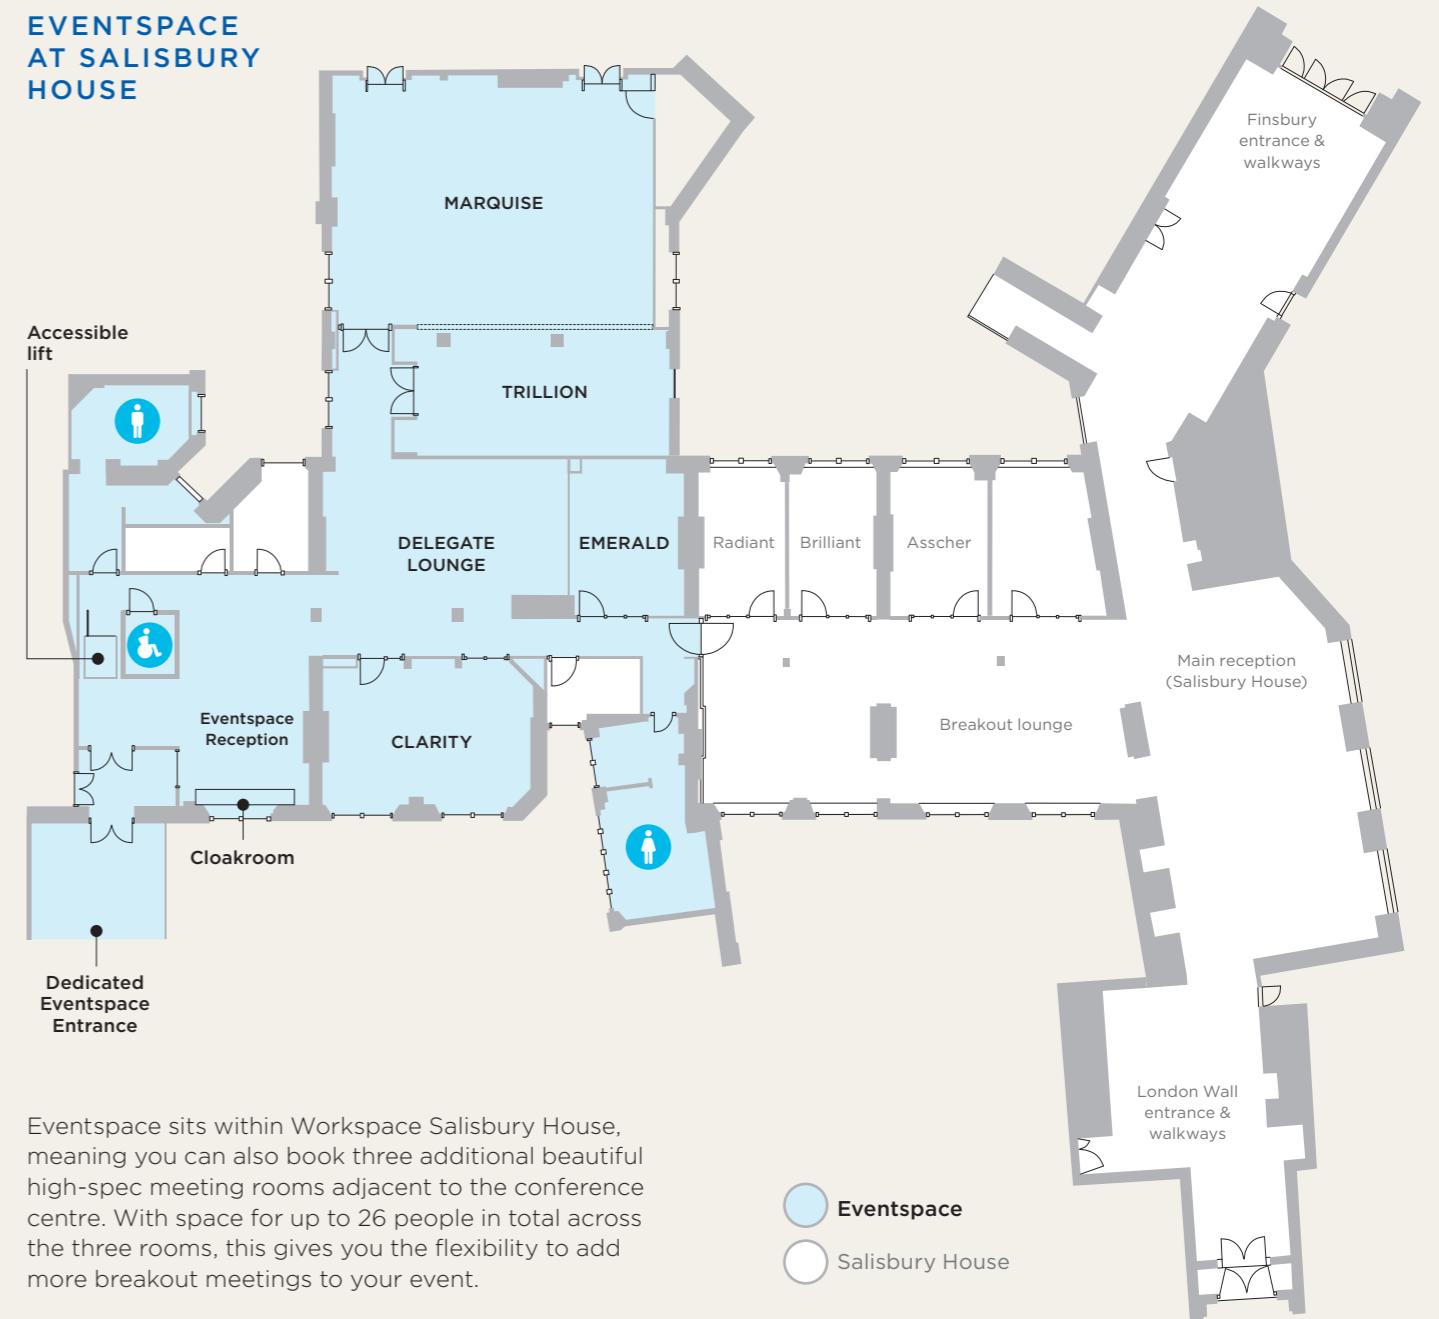 EVENTSPACE
AT SALISBURY
HOUSE
Finsbury
entrance &
walkways
MARQUISE
Accessible
lift
TRILLION
DELEGATE
LOUNGE
EMERALD
Radiant
Brilliant
Asscher
Main reception
(Salisbury House)
Eventspace
Reception
CLARITY
Breakout lounge
Cloakroom
Dedicated
Eventspace
Entrance
London Wall
entrance &
walkways
Eventspace sits within Workspace Salisbury House,
meaning you can also book three additional beautiful
high-spec meeting rooms adjacent to the conference
centre. With space for up to 26 people in total across
the three rooms, this gives you the flexibility to add
more breakout meetings to your event.
Eventspace
Salisbury House